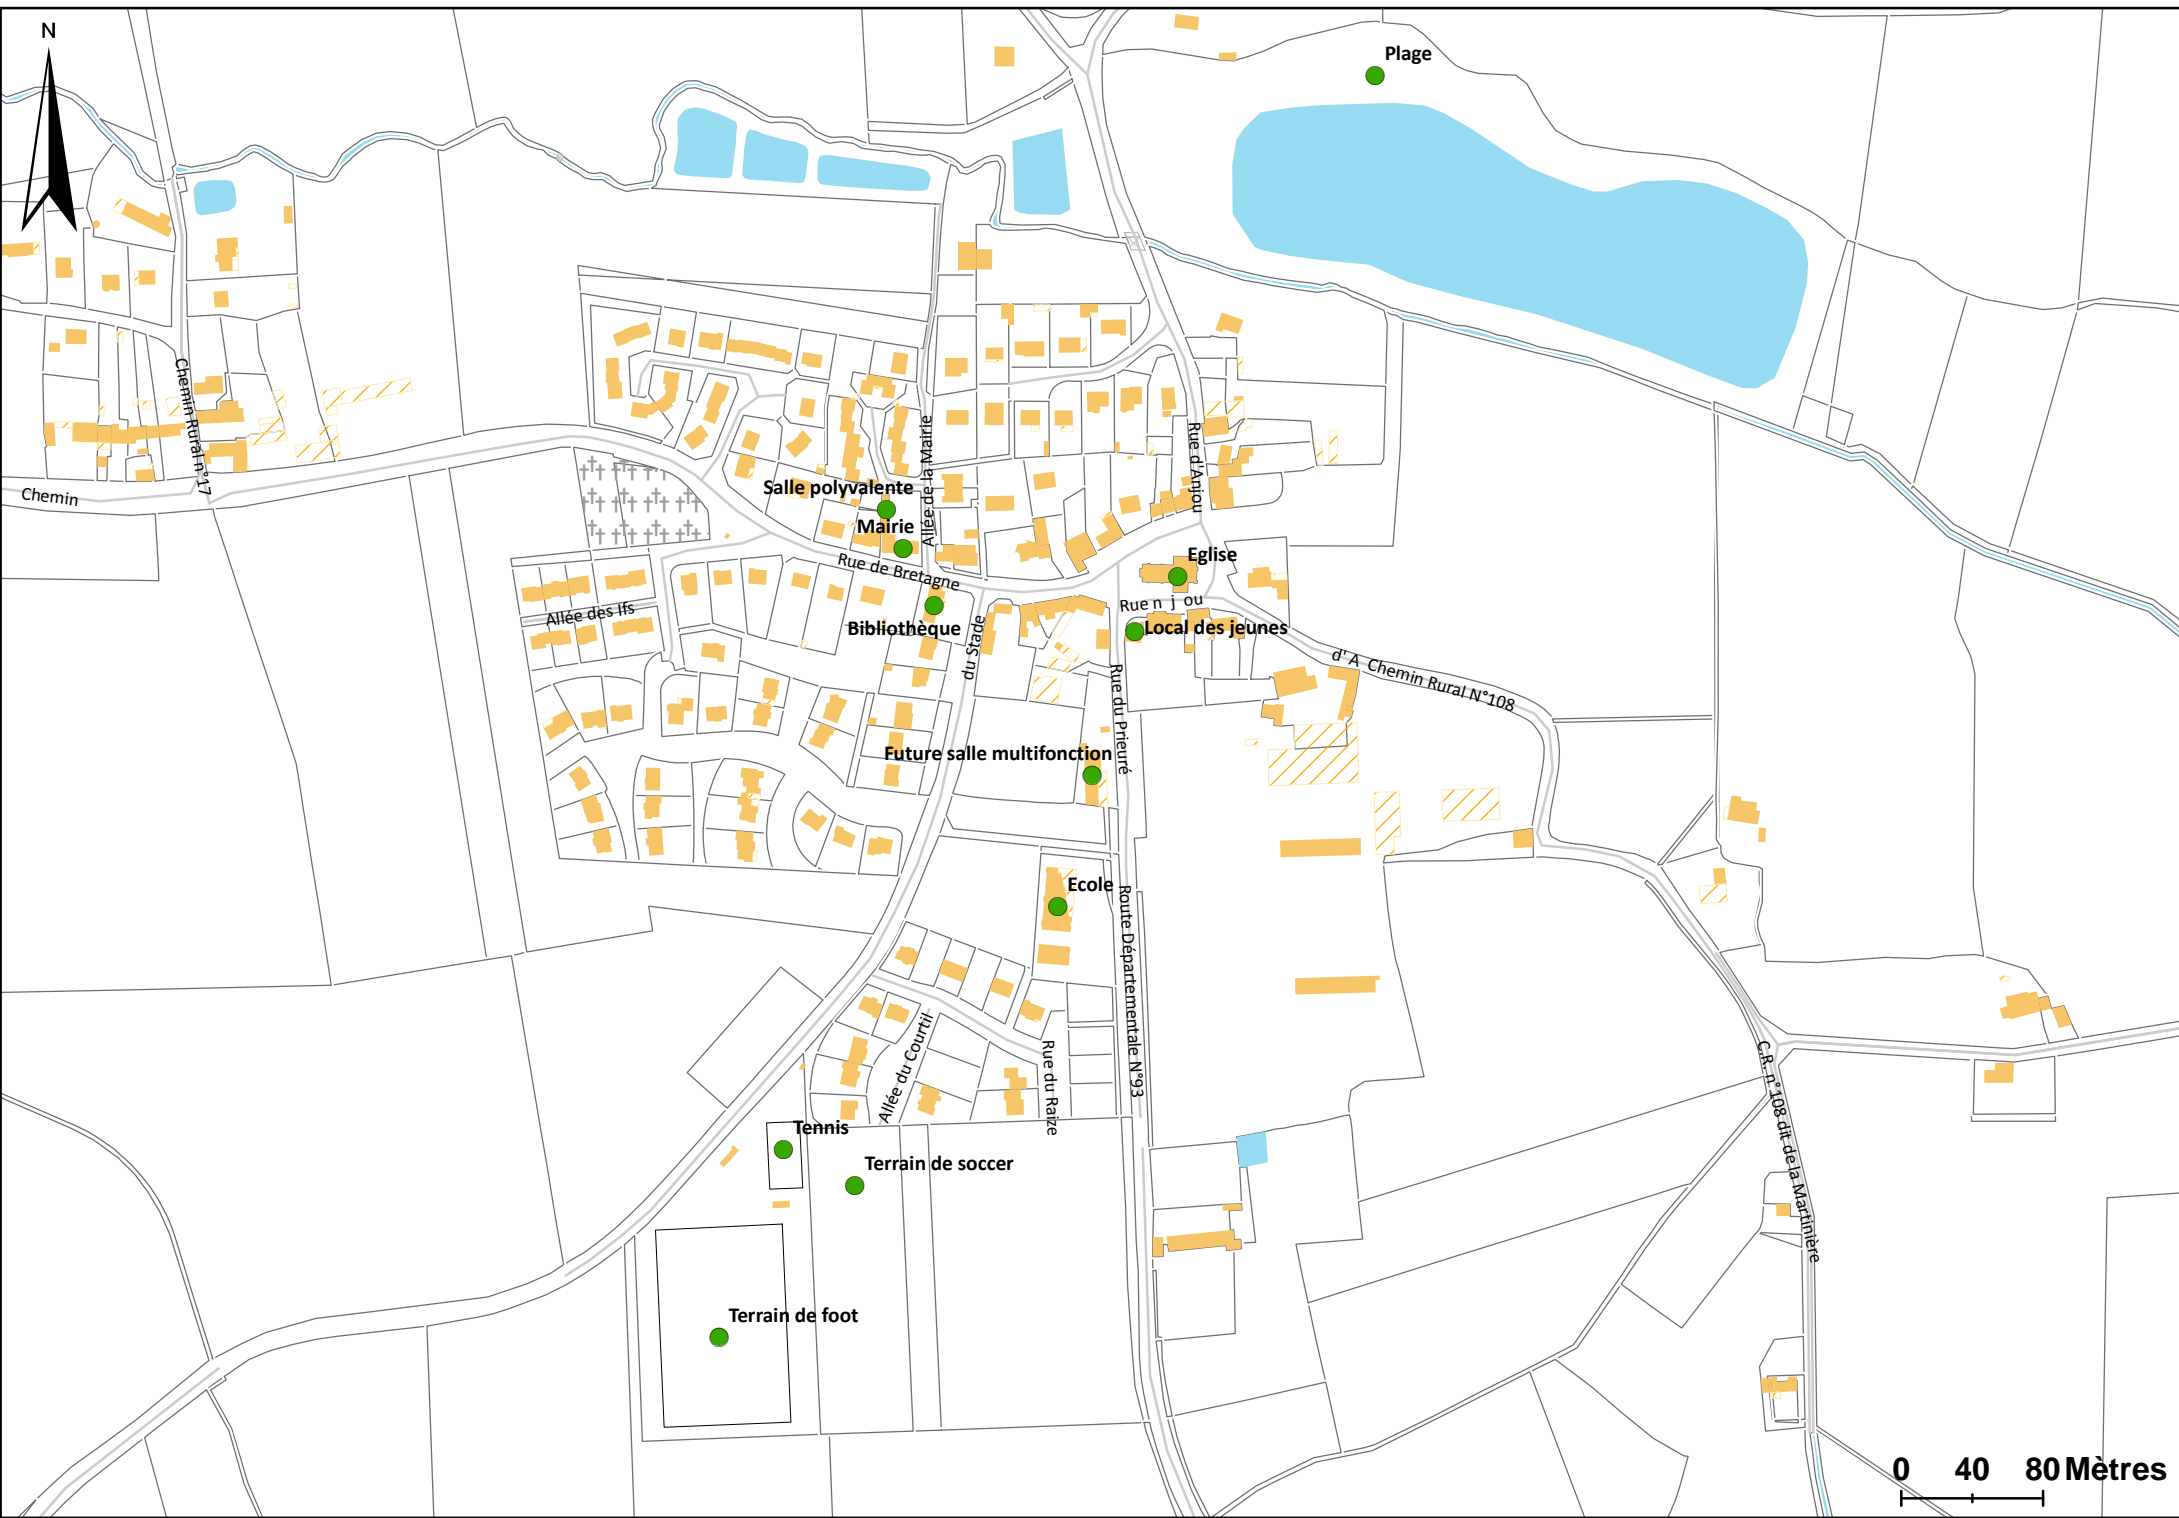 N
Plage
Chemin Rural n°17
Chemin
Allée de la Mairie
Rue d'Anjou
Salle polyvalente
Mairie
Rue de Bretagne
Eglise
Rue n j ou
Allée des Ifs
Bibliothèque
Local des jeunes
du Stade
d' A Chemin Rural N°108
Rue du Prieuré
Future salle multifonction
Ecole
Route Départementale N°93
Allée du Courtil
Rue du Raize
C.R. n°108 dit de la Martinière
Tennis
Terrain de soccer
Terrain de foot
0 40 80 Mètres